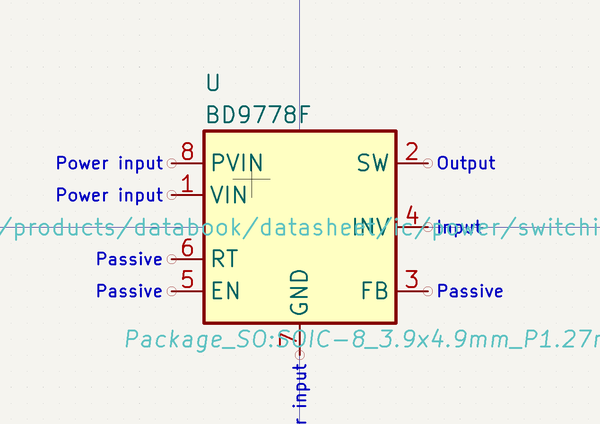 U
BD9778F
Power input 8 PVIN SW 2 Output
Power input 1 VIN
/products/databook/datasheet/ic/power/switchi
INV 4 Input
Passive 6 RT
Passive 5 EN GND FB 3 Passive
Package_SO:SOIC-8_3.9x4.9mm_P1.27m
7
r input